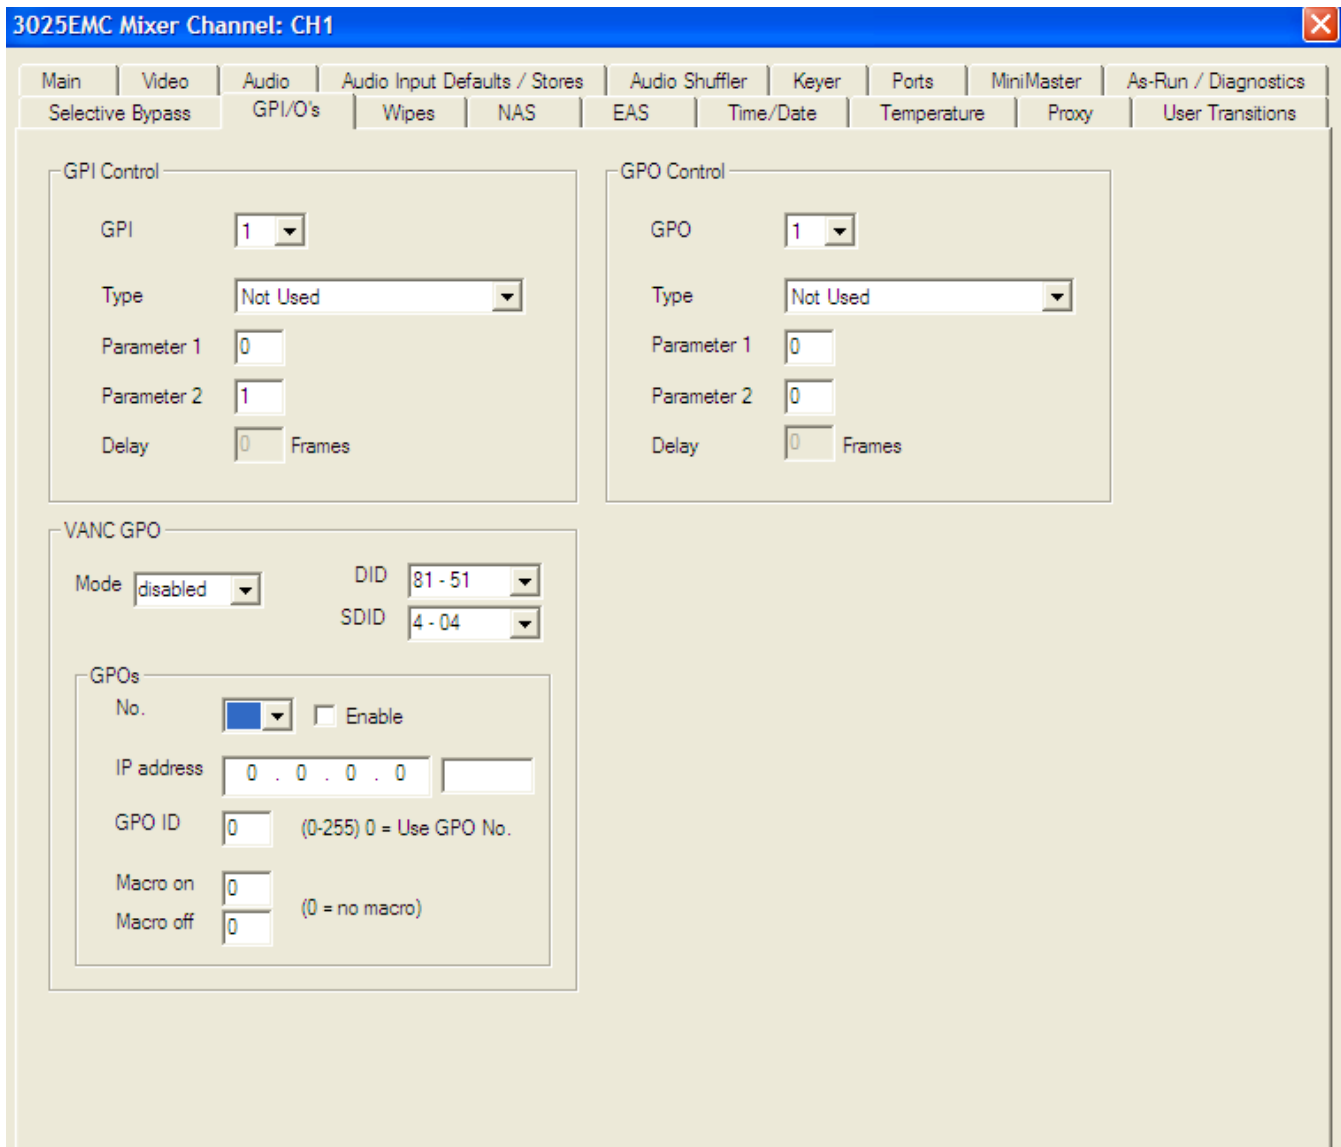 3025EMC Mixer Channel: CH1
Main Video Audio Audio Input Defaults / Stores Audio Shuffler Keyer Ports MiniMaster As-Run / Diagnostics
Selective Bypass GPI/O's Wipes NAS EAS Time/Date Temperature Proxy User Transitions
GPI Control
GPI 1
Type Not Used
Parameter 1 0
Parameter 2 1
Delay 0 Frames
GPO Control
GPO 1
Type Not Used
Parameter 1 0
Parameter 2 0
Delay 0 Frames
VANC GPO
Mode disabled DID 81 - 51
SDID 4 - 04
GPOs
No. Enable
IP address 0 . 0 . 0 . 0
GPO ID 0 (0-255) 0 = Use GPO No.
Macro on 0
(0 = no macro)
Macro off 0